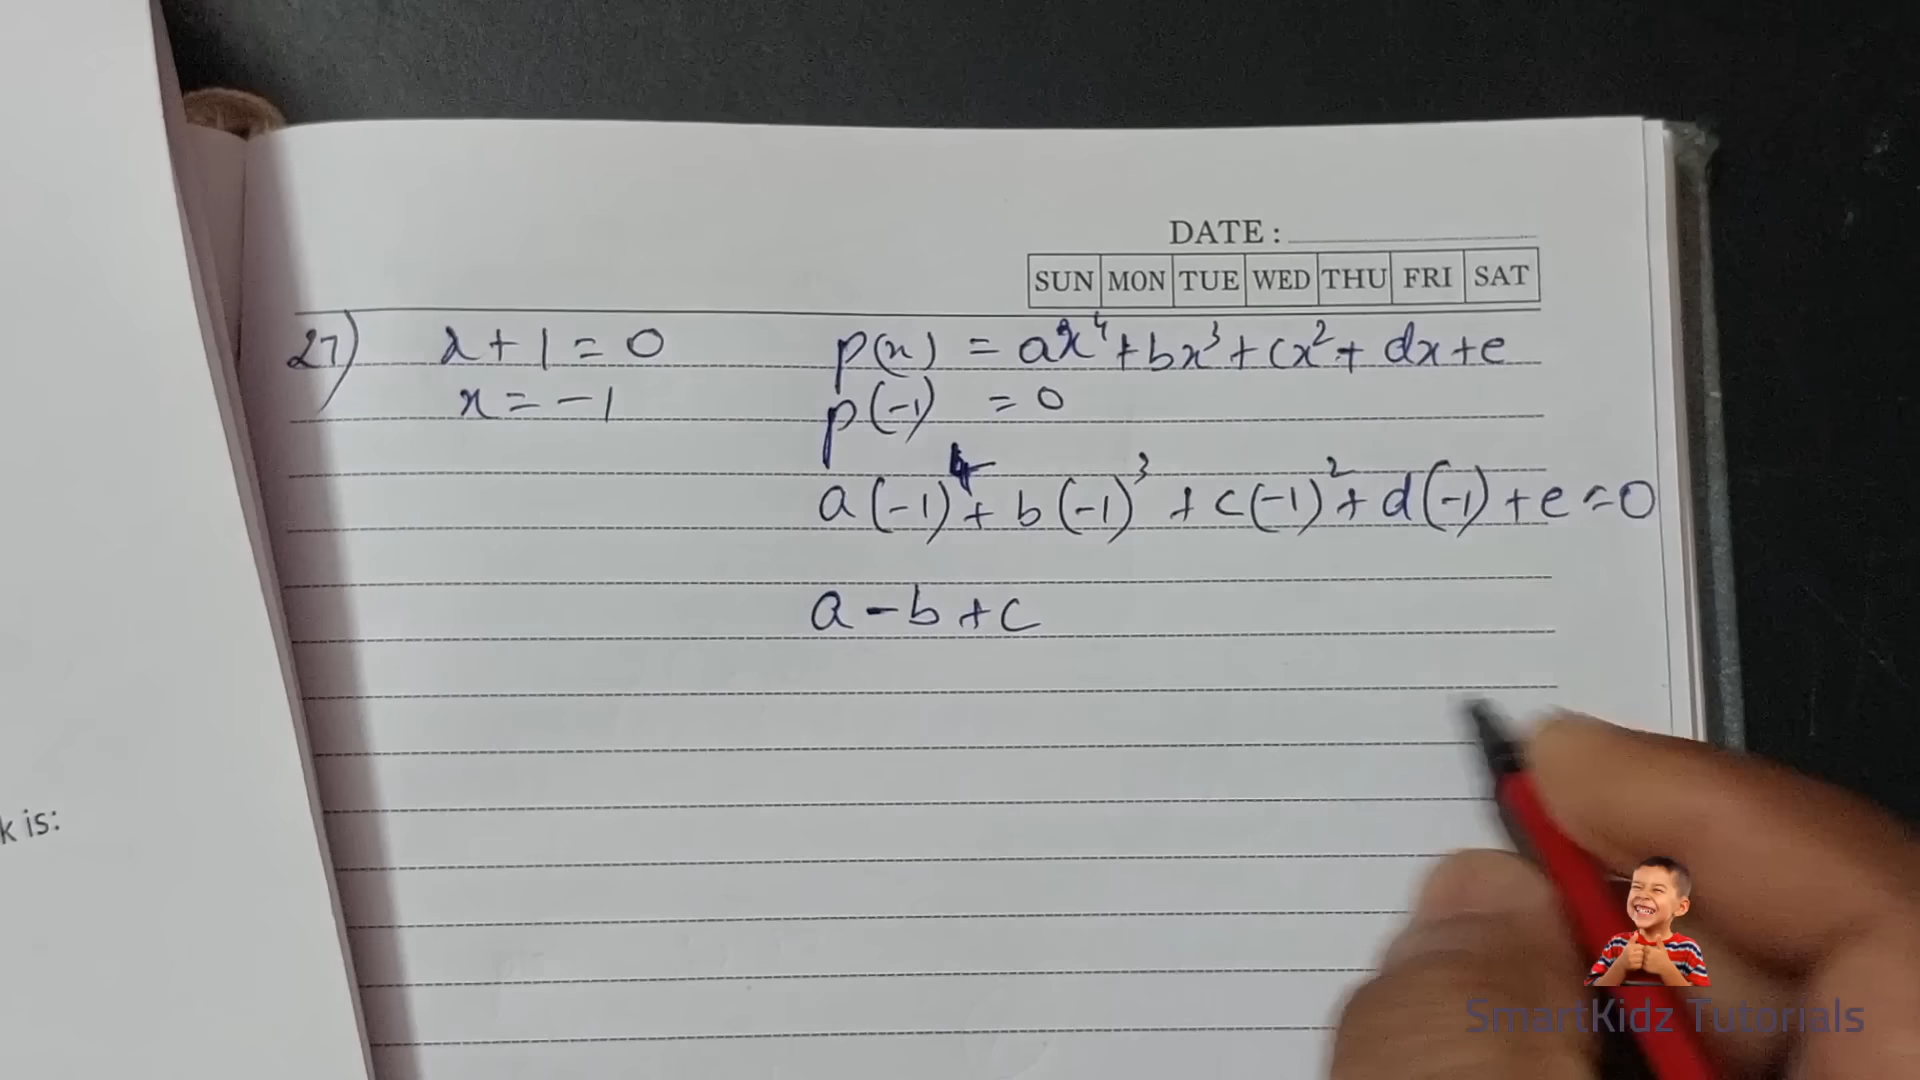 DATE :
SUN MON TUE WED THU FRI SAT
27) x + 1 = 0 p(x) = ax⁴ + bx³ + cx² + dx + e
x = -1 p(-1) = 0
a(-1)⁴ + b(-1)³ + c(-1)² + d(-1) + e = 0
a - b + c
k is:
SmartKidz Tutorials